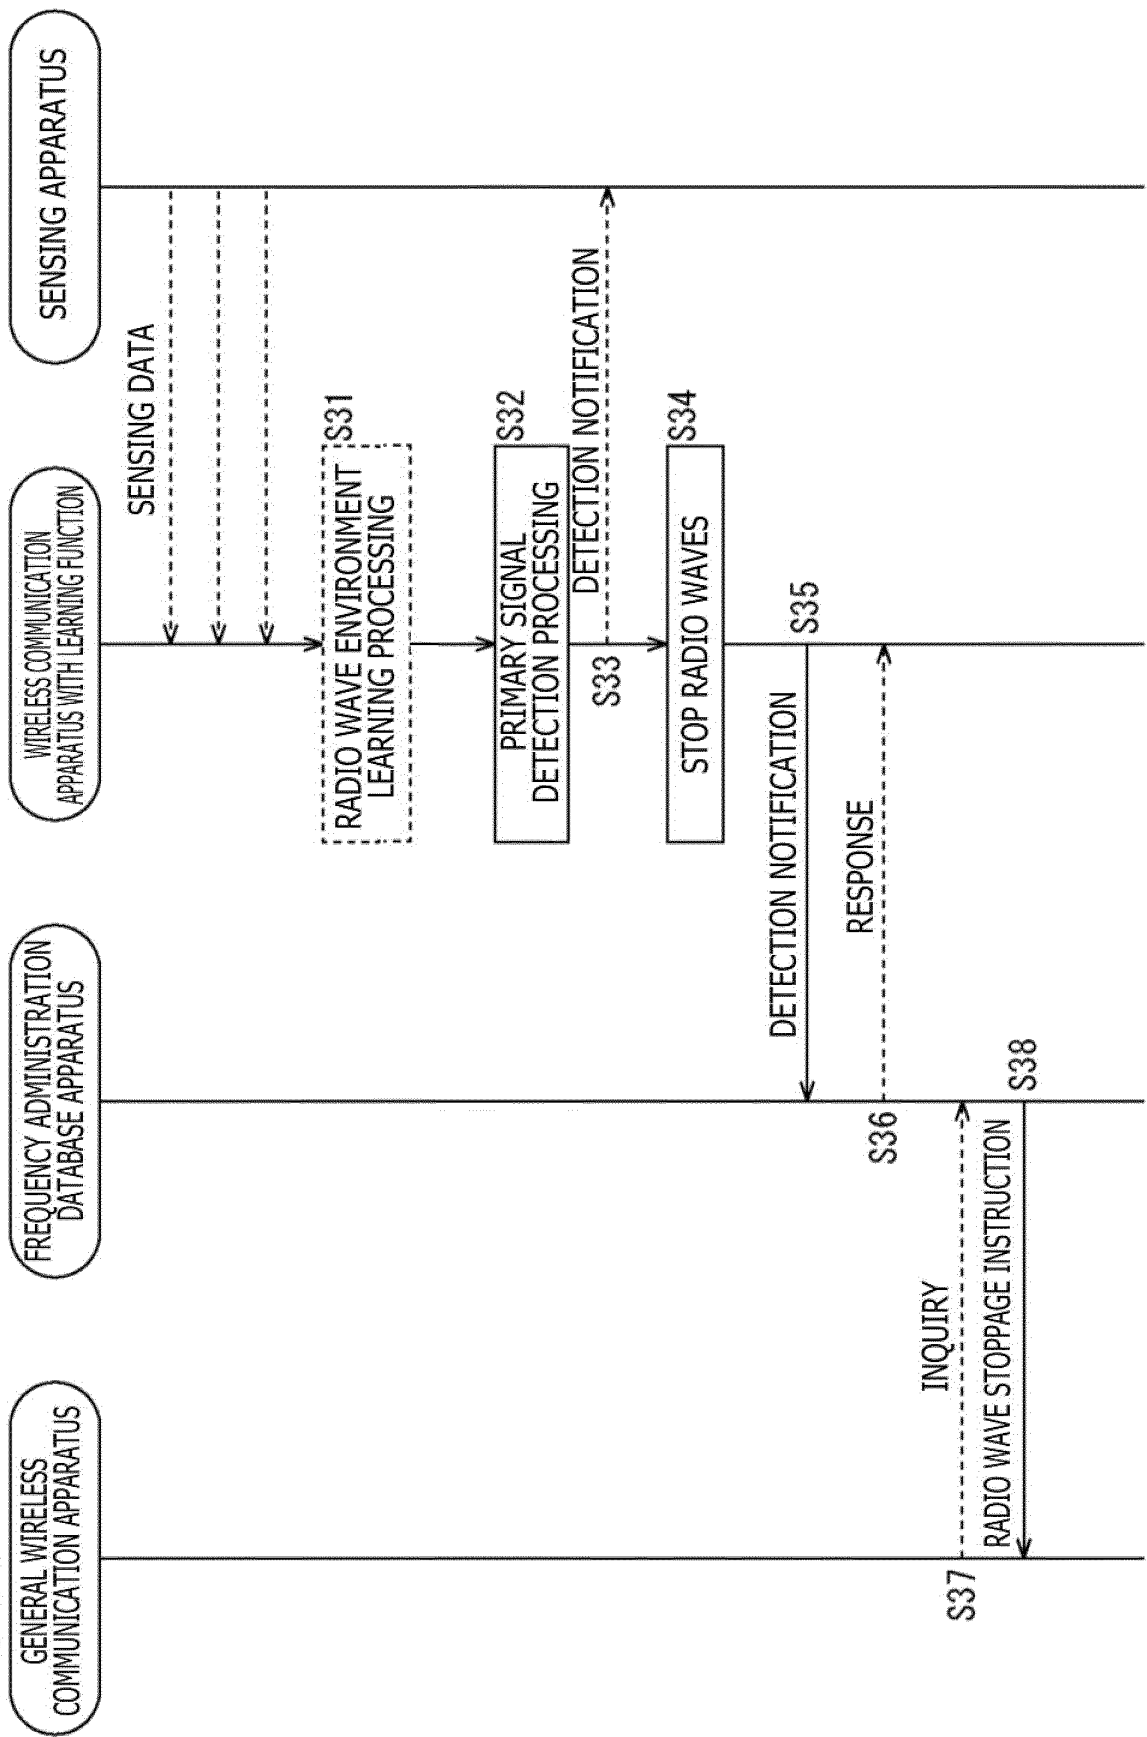 GENERAL WIRELESS
COMMUNICATION APPARATUS
FREQUENCY ADMINISTRATION
DATABASE APPARATUS
WIRELESS COMMUNICATION
APPARATUS WITH LEARNING FUNCTION
SENSING APPARATUS
SENSING DATA
S31
RADIO WAVE ENVIRONMENT
LEARNING PROCESSING
S32
PRIMARY SIGNAL
DETECTION PROCESSING
DETECTION NOTIFICATION
S33
S34
STOP RADIO WAVES
S35
DETECTION NOTIFICATION
RESPONSE
S36
INQUIRY
S37
S38
RADIO WAVE STOPPAGE INSTRUCTION